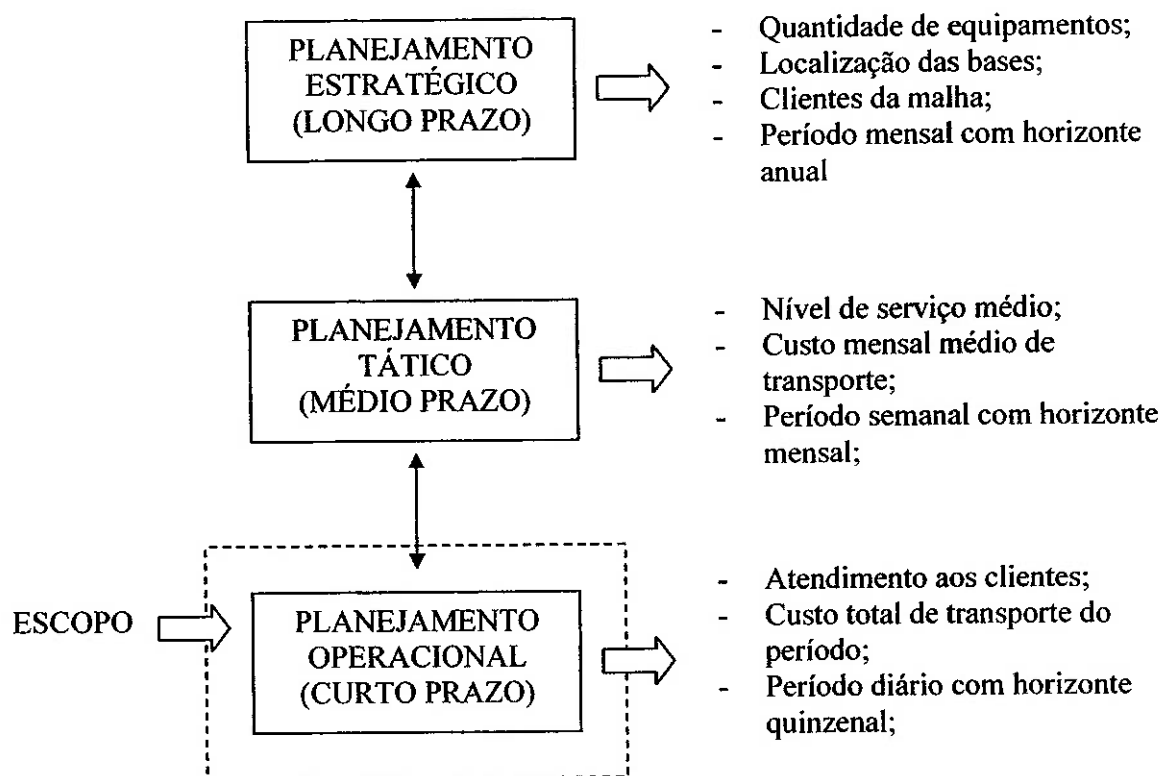 PLANEJAMENTO
ESTRATÉGICO
(LONGO PRAZO)
- Quantidade de equipamentos;
- Localização das bases;
- Clientes da malha;
- Período mensal com horizonte
anual
PLANEJAMENTO
TÁTICO
(MÉDIO PRAZO)
- Nível de serviço médio;
- Custo mensal médio de
transporte;
- Período semanal com horizonte
mensal;
ESCOPO
PLANEJAMENTO
OPERACIONAL
(CURTO PRAZO)
- Atendimento aos clientes;
- Custo total de transporte do
período;
- Período diário com horizonte
quinzenal;